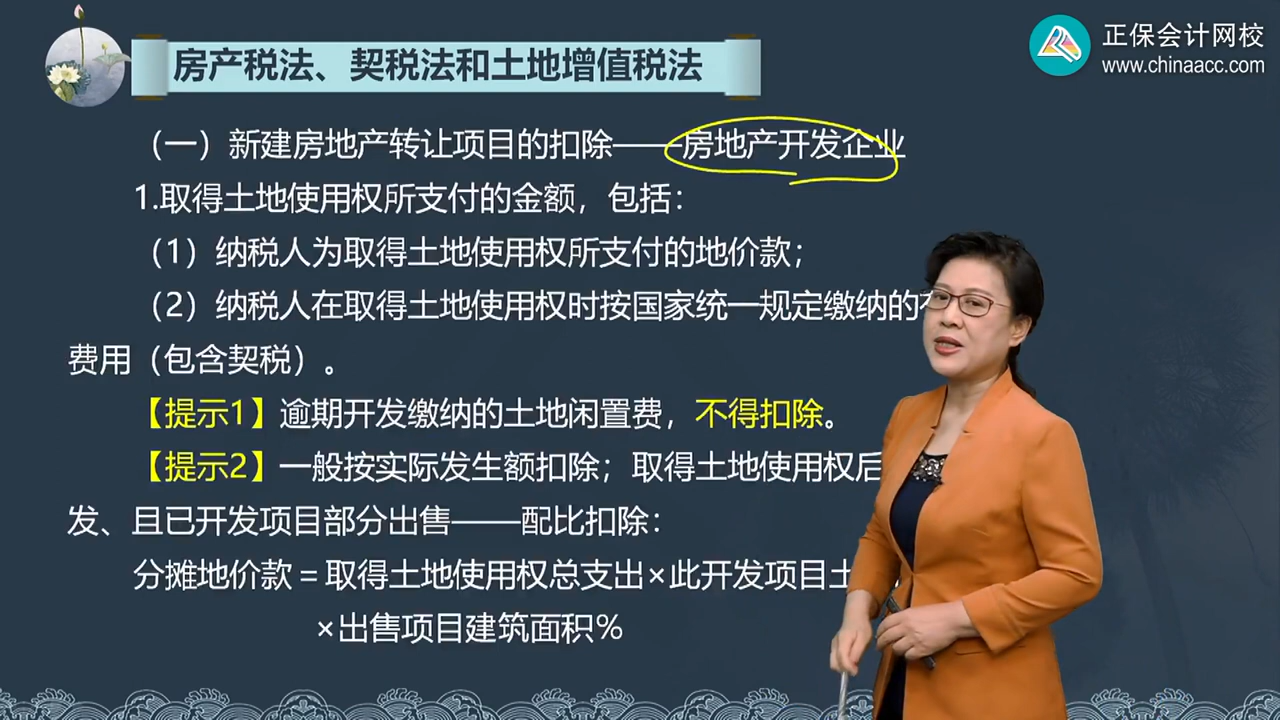 房产税法、契税法和土地增值税法
正保会计网校
www.chinaacc.com
（一）新建房地产转让项目的扣除——房地产开发企业
1.取得土地使用权所支付的金额，包括：
（1）纳税人为取得土地使用权所支付的地价款；
（2）纳税人在取得土地使用权时按国家统一规定缴纳的
费用（包含契税）。
【提示1】逾期开发缴纳的土地闲置费，不得扣除。
【提示2】一般按实际发生额扣除；取得土地使用权后
发、且已开发项目部分出售——配比扣除：
分摊地价款＝取得土地使用权总支出×此开发项目土
×出售项目建筑面积%